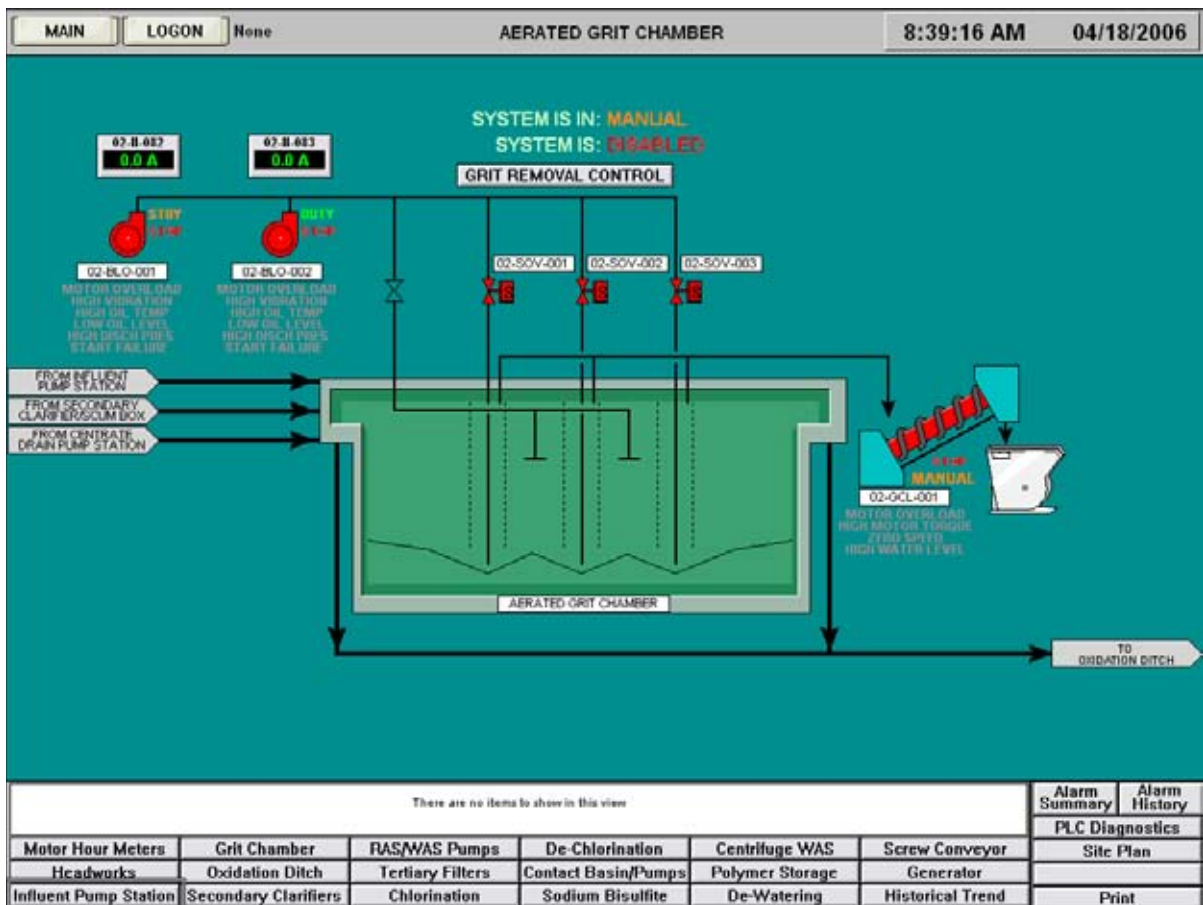 MAIN
LOGON
None
AERATED GRIT CHAMBER
8:39:16 AM
04/18/2006
SYSTEM IS IN: MANUAL
SYSTEM IS: DISABLED
GRIT REMOVAL CONTROL
02-II-082
0.0 A
02-II-083
0.0 A
STBY
STOP
DUTY
STOP
02-BLO-001
MOTOR OVERLOAD
HIGH VIBRATION
HIGH OIL TEMP
LOW OIL LEVEL
HIGH DISCH PRES
START FAILURE
02-BLO-002
MOTOR OVERLOAD
HIGH VIBRATION
HIGH OIL TEMP
LOW OIL LEVEL
HIGH DISCH PRES
START FAILURE
02-SOV-001
02-SOV-002
02-SOV-003
S
S
S
FROM INFLUENT
PUMP STATION
FROM SECONDARY
CLARIFIER/SCUM BOX
FROM CENTRATE
DRAIN PUMP STATION
STOP
MANUAL
02-GCL-001
MOTOR OVERLOAD
HIGH MOTOR TORQUE
ZERO SPEED
HIGH WATER LEVEL
AERATED GRIT CHAMBER
TO
OXIDATION DITCH
There are no items to show in this view
Alarm Summary
Alarm History
PLC Diagnostics
Motor Hour Meters
Grit Chamber
RAS/WAS Pumps
De-Chlorination
Centrifuge WAS
Screw Conveyor
Site Plan
Headworks
Oxidation Ditch
Tertiary Filters
Contact Basin/Pumps
Polymer Storage
Generator
Influent Pump Station
Secondary Clarifiers
Chlorination
Sodium Bisulfite
De-Watering
Historical Trend
Print